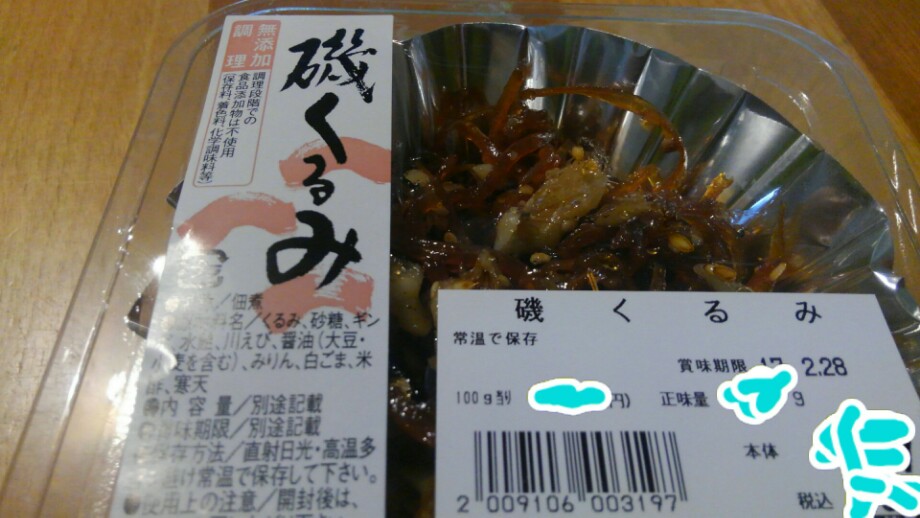 無添加
調理
調理段階での
食品添加物は不使用
(保存料、着色料、化学調味料等)
磯くるみ
/佃煮
名/くるみ、砂糖、ギン
水飴、川えび、醤油(大豆・
を含む)、みりん、白ごま、米
、寒天
●内容量/別途記載
味期限/別途記載
保存方法/直射日光・高温多
け常温で保存して下さい。
使用上の注意/開封後は、
磯くるみ
常温で保存
賞味期限 17. 2.28
100g当り 円)
正味量 g
本体
2 009106 003197
税込